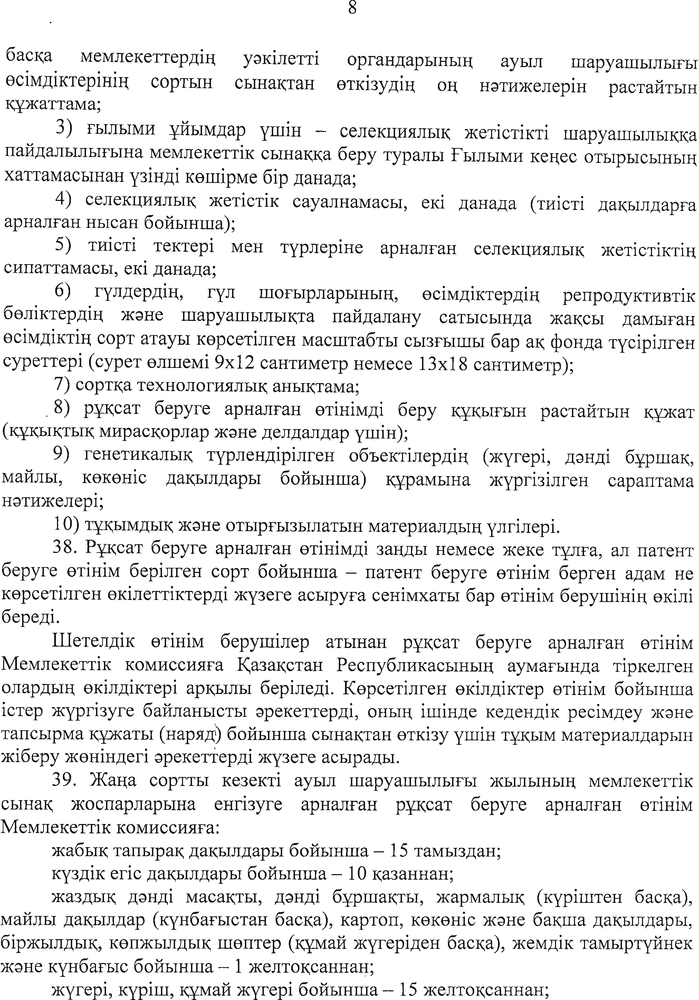 8
басқа мемлекеттердің уәкілетті органдарының ауыл шаруашылығы
өсімдіктерінің сортын сынақтан өткізудің оң нәтижелерін растайтын
құжаттама;
3) ғылыми ұйымдар үшін – селекциялық жетістікті шаруашылыққа
пайдалылығына мемлекеттік сынаққа беру туралы Ғылыми кеңес отырысының
хаттамасынан үзінді көшірме бір данада;
4) селекциялық жетістік сауалнамасы, екі данада (тиісті дақылдарға
арналған нысан бойынша);
5) тиісті тектері мен түрлеріне арналған селекциялық жетістіктің
сипаттамасы, екі данада;
6) гүлдердің, гүл шоғырларының, өсімдіктердің репродуктивтік
бөліктердің және шаруашылықта пайдалану сатысында жақсы дамыған
өсімдіктің сорт атауы көрсетілген масштабты сызғышы бар ақ фонда түсірілген
суреттері (сурет өлшемі 9х12 сантиметр немесе 13х18 сантиметр);
7) сортқа технологиялық анықтама;
8) рұқсат беруге арналған өтінімді беру құқығын растайтын құжат
(құқықтық мирасқорлар және делдалдар үшін);
9) генетикалық түрлендірілген объектілердің (жүгері, дәнді бұршақ,
майлы, көкөніс дақылдары бойынша) құрамына жүргізілген сараптама
нәтижелері;
10) тұқымдық және отырғызылатын материалдың үлгілері.
38. Рұқсат беруге арналған өтінімді заңды немесе жеке тұлға, ал патент
беруге өтінім берілген сорт бойынша – патент беруге өтінім берген адам не
көрсетілген өкілеттіктерді жүзеге асыруға сенімхаты бар өтінім берушінің өкілі
береді.
Шетелдік өтінім берушілер атынан рұқсат беруге арналған өтінім
Мемлекеттік комиссияға Қазақстан Республикасының аумағында тіркелген
олардың өкілдіктері арқылы беріледі. Көрсетілген өкілдіктер өтінім бойынша
істер жүргізуге байланысты әрекеттерді, оның ішінде кедендік ресімдеу және
тапсырма құжаты (наряд) бойынша сынақтан өткізу үшін тұқым материалдарын
жіберу жөніндегі әрекеттерді жүзеге асырады.
39. Жаңа сортты кезекті ауыл шаруашылығы жылының мемлекеттік
сынақ жоспарларына енгізуге арналған рұқсат беруге арналған өтінім
Мемлекеттік комиссияға:
жабық тапырақ дақылдары бойынша – 15 тамыздан;
күздік егіс дақылдары бойынша – 10 қазаннан;
жаздық дәнді масақты, дәнді бұршақты, жармалық (күріштен басқа),
майлы дақылдар (күнбағыстан басқа), картоп, көкөніс және бақша дақылдары,
біржылдық, көпжылдық шөптер (құмай жүгеріден басқа), жемдік тамыртүйнек
және күнбағыс бойынша – 1 желтоқсаннан;
жүгері, күріш, құмай жүгері бойынша – 15 желтоқсаннан;